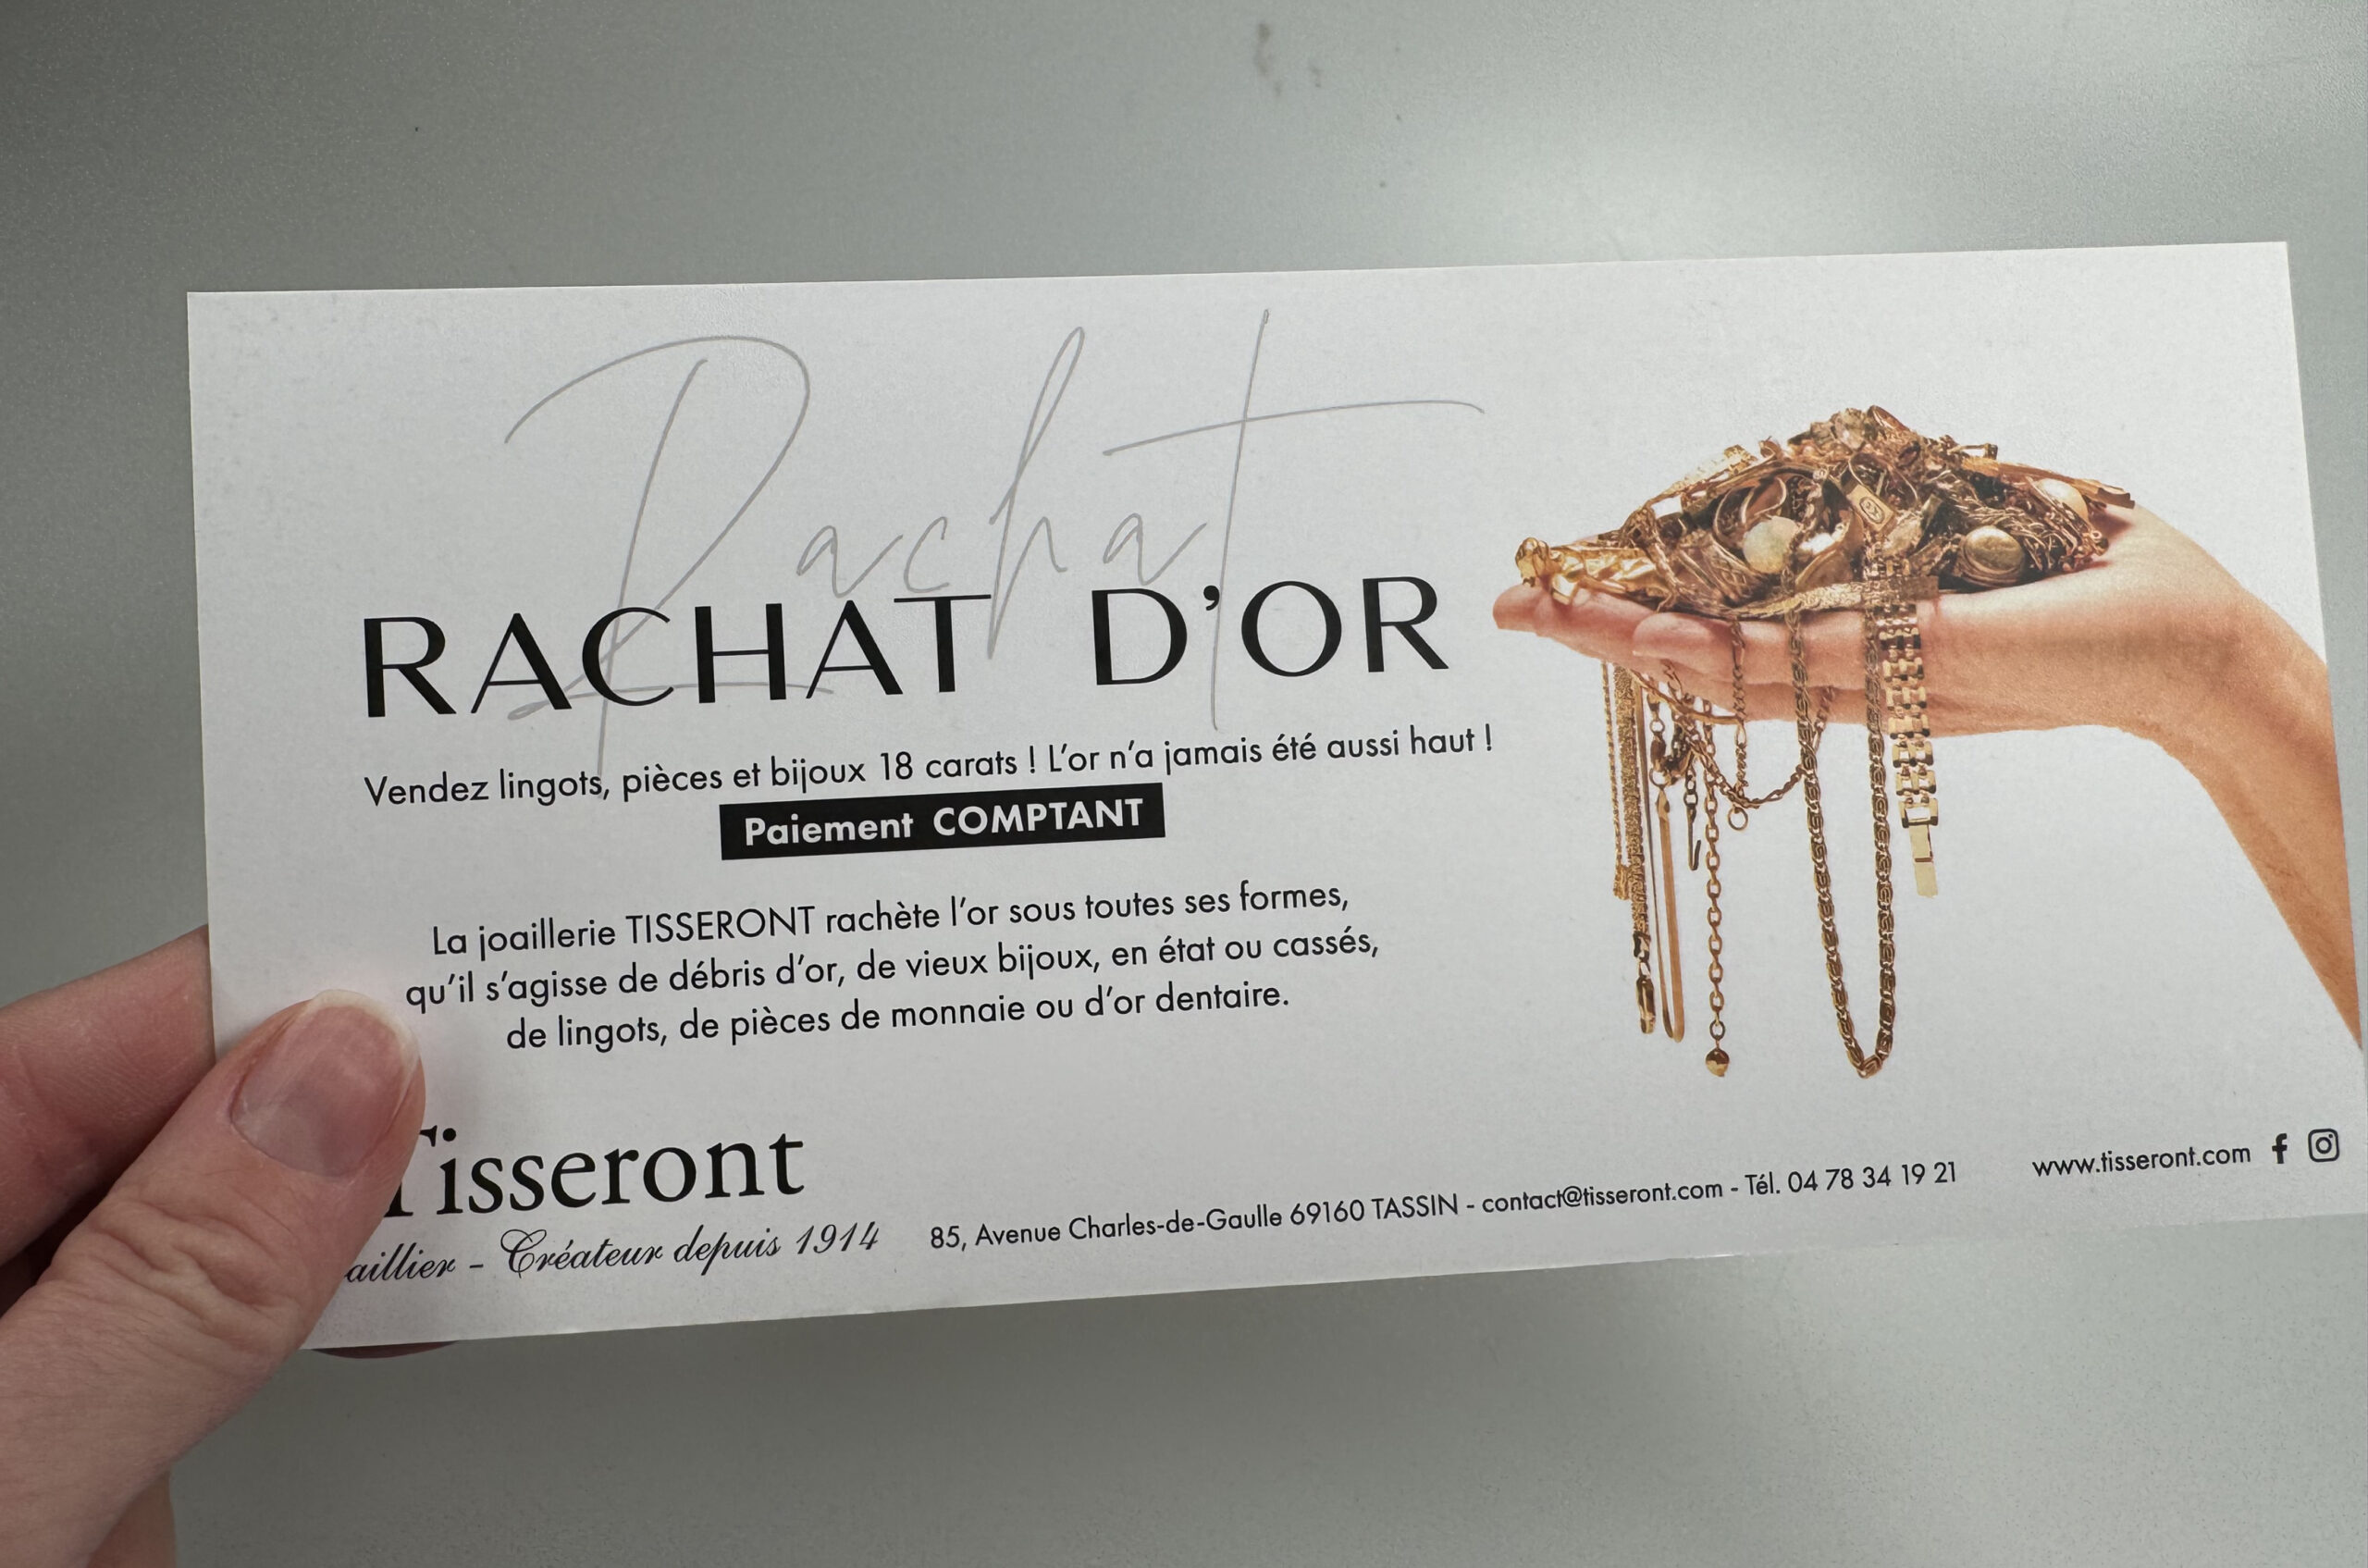 Rachat
RACHAT D'OR
Vendez lingots, pièces et bijoux 18 carats ! L'or n'a jamais été aussi haut !
Paiement COMPTANT
La joaillerie TISSERONT rachète l'or sous toutes ses formes,
qu'il s'agisse de débris d'or, de vieux bijoux, en état ou cassés,
de lingots, de pièces de monnaie ou d'or dentaire.
Tisseront
aillier - Créateur depuis 1914
85, Avenue Charles-de-Gaulle 69160 TASSIN - contact@tisseront.com - Tél. 04 78 34 19 21
www.tisseront.com